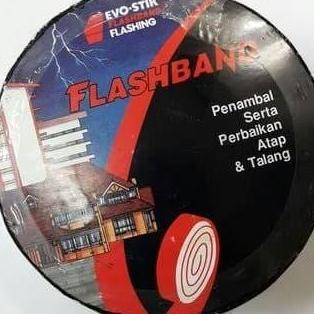 EVO-STIK
FLASHBAND
FLASHING
FLASHBAND
Penambal
Serta
Perbaikan
Atap
& Talang